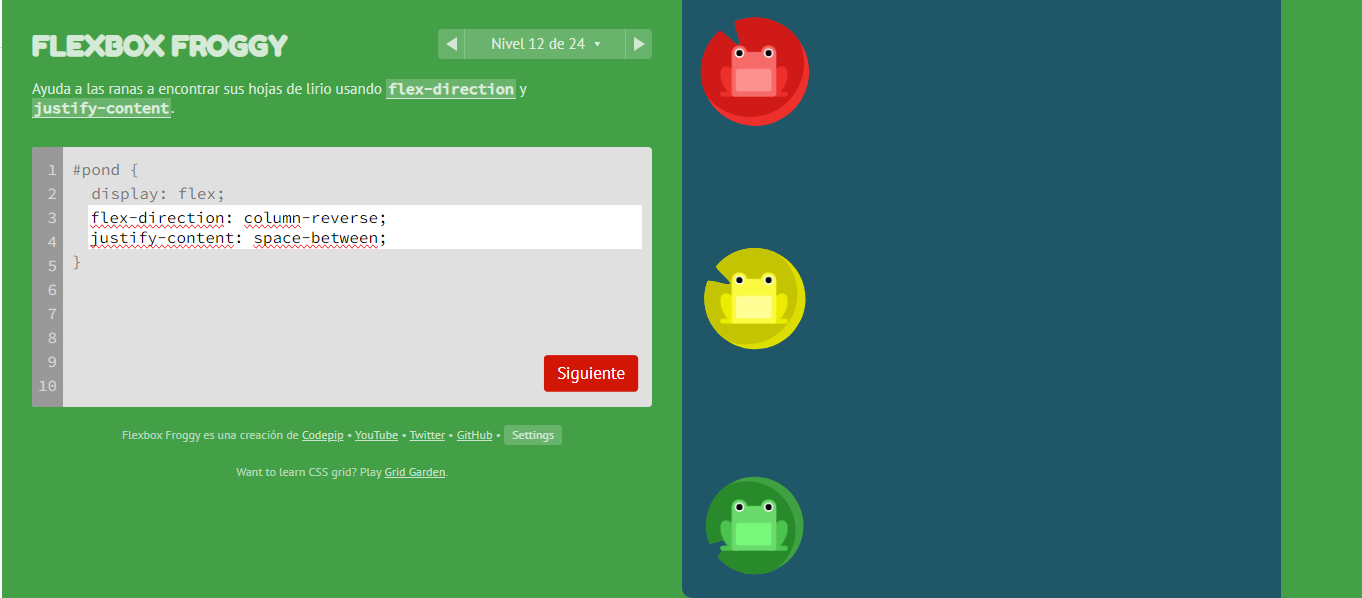 FLEXBOX FROGGY
◀ Nivel 12 de 24 ▾ ▶
Ayuda a las ranas a encontrar sus hojas de lirio usando flex-direction y
justify-content.
1 #pond {
2 display: flex;
3 flex-direction: column-reverse;
4 justify-content: space-between;
5 }
6
7
8
9
10
Siguiente
Flexbox Froggy es una creación de Codepip • YouTube • Twitter • GitHub • Settings
Want to learn CSS grid? Play Grid Garden.